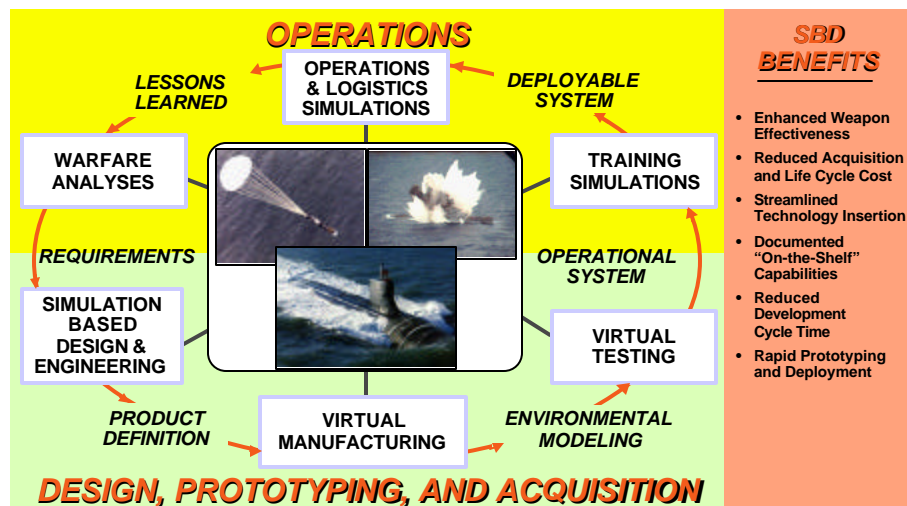 OPERATIONS
OPERATIONS
& LOGISTICS
SIMULATIONS
LESSONS
LEARNED
DEPLOYABLE
SYSTEM
WARFARE
ANALYSES
TRAINING
SIMULATIONS
REQUIREMENTS
OPERATIONAL
SYSTEM
SIMULATION
BASED
DESIGN &
ENGINEERING
VIRTUAL
TESTING
PRODUCT
DEFINITION
VIRTUAL
MANUFACTURING
ENVIRONMENTAL
MODELING
DESIGN, PROTOTYPING, AND ACQUISITION
SBD
BENEFITS
• Enhanced Weapon
Effectiveness
• Reduced Acquisition
and Life Cycle Cost
• Streamlined
Technology Insertion
• Documented
“On-the-Shelf”
Capabilities
• Reduced
Development
Cycle Time
• Rapid Prototyping
and Deployment